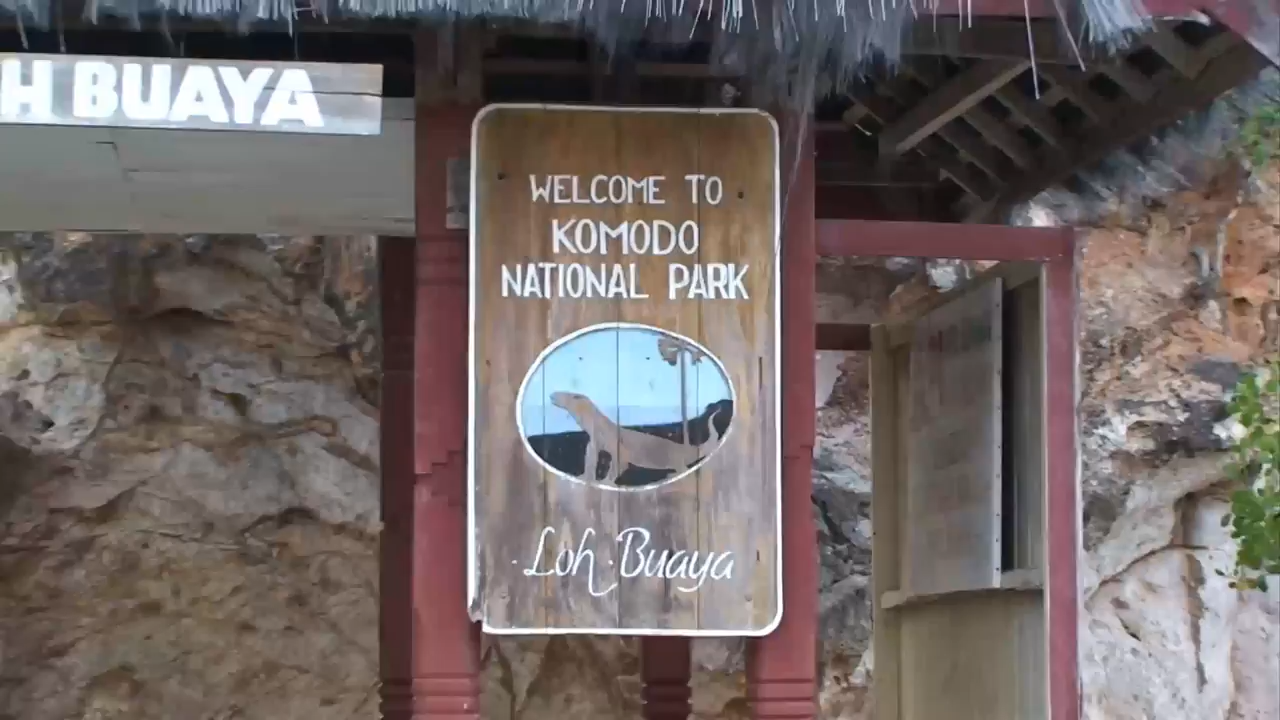 H BUAYA
WELCOME TO
KOMODO
NATIONAL PARK
Loh Buaya